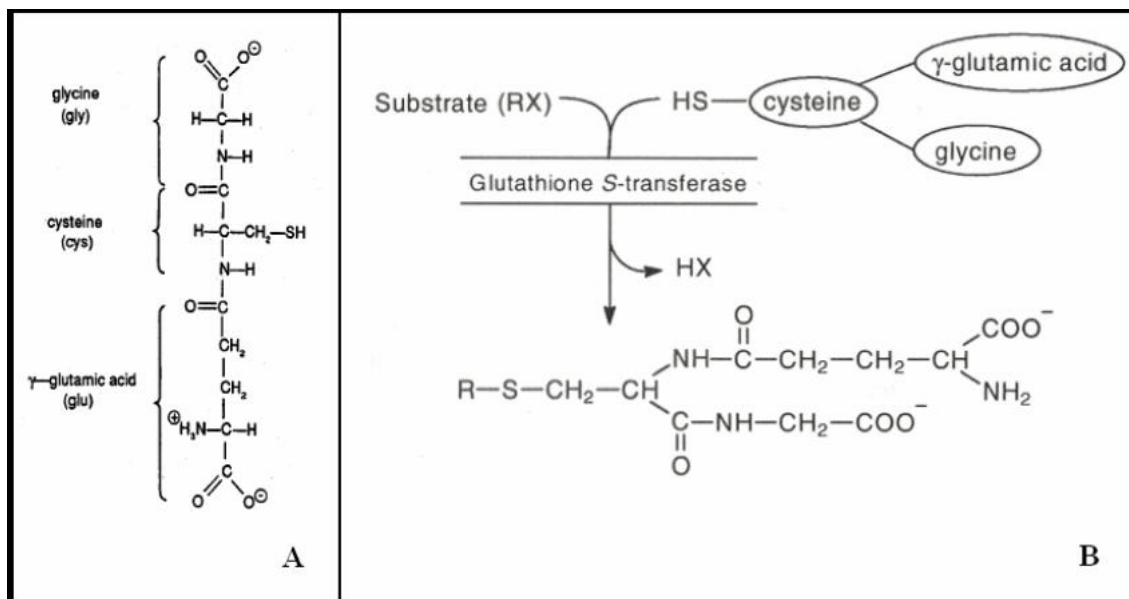 glycine
(gly)
cysteine
(cys)
γ–glutamic acid
(glu)
O
O⊖
C
H–C–H
N–H
O=C
H–C–CH₂–SH
N–H
O=C
CH₂
CH₂
⊕H₃N–C–H
C
O
O⊖
A
Substrate (RX)
HS—cysteine
γ-glutamic acid
glycine
Glutathione S-transferase
HX
O
COO⁻
NH—C—CH₂—CH₂—CH
NH₂
R—S—CH₂—CH
C—NH—CH₂—COO⁻
O
B